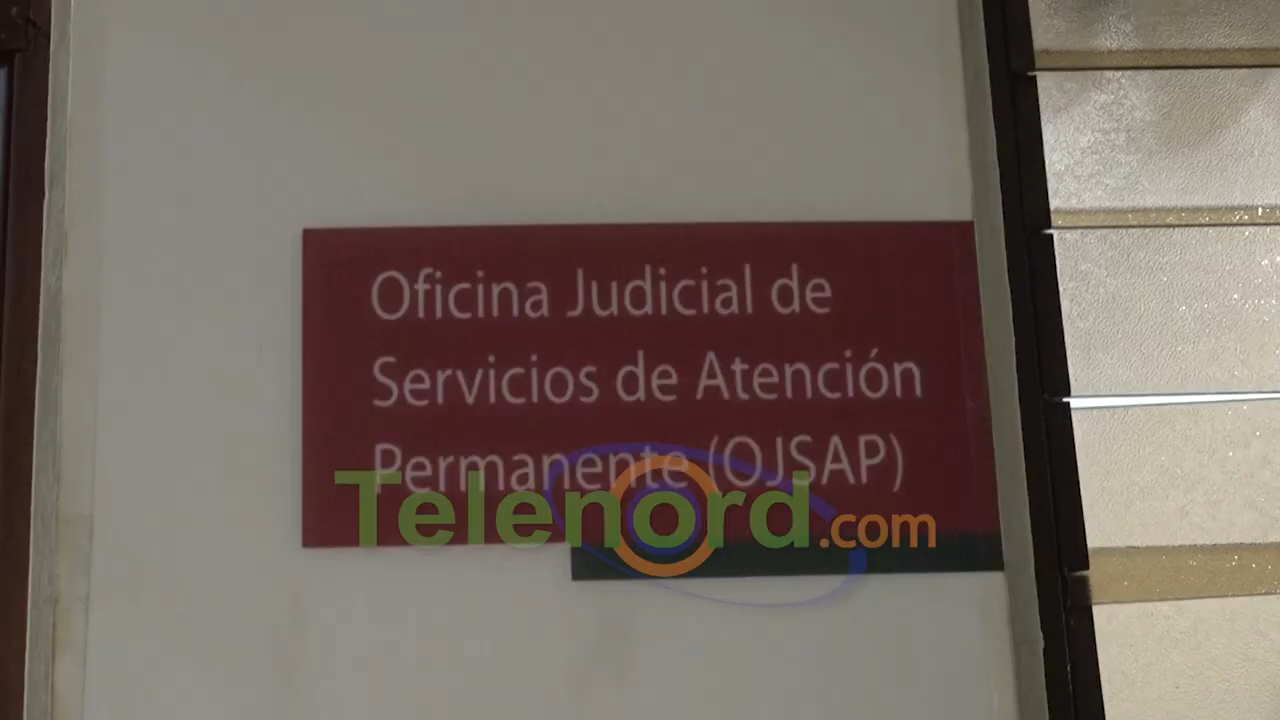 Oficina Judicial de
Servicios de Atención
Permanente (OJSAP)
Telenord.com